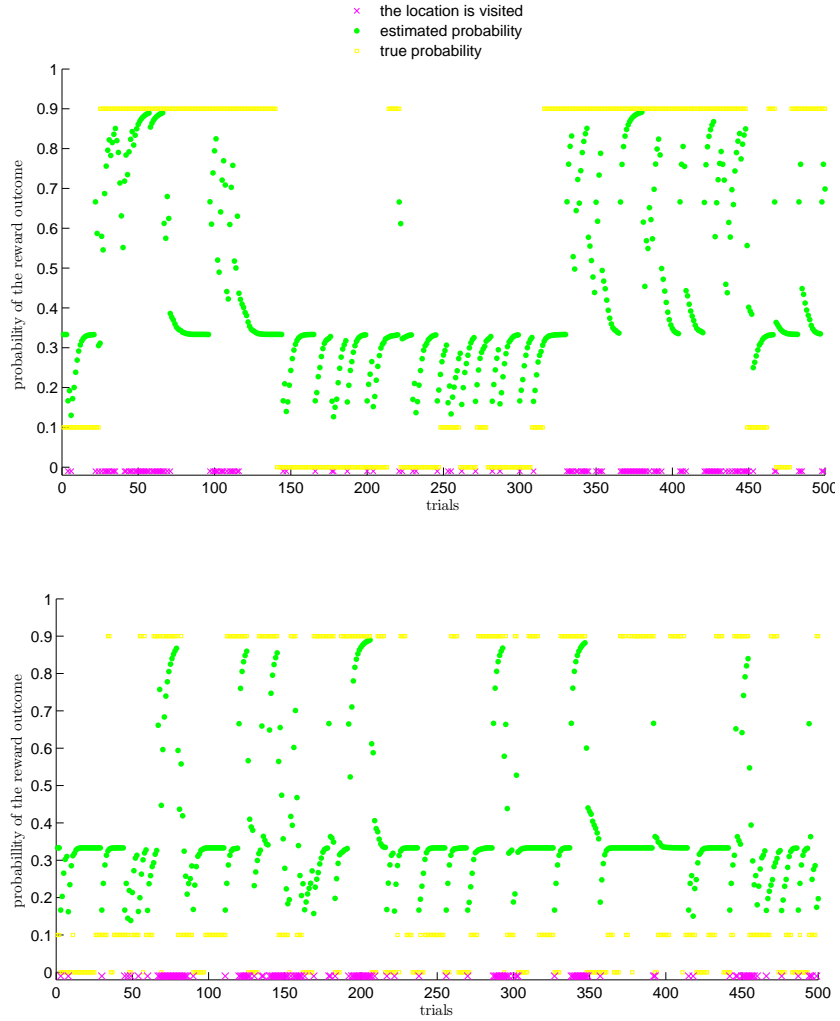 the location is visited
estimated probability
true probability
1
0.9
0.8
0.7
0.6
0.5
0.4
0.3
0.2
0.1
0
probability of the reward outcome
0 50 100 150 200 250 300 350 400 450 500
trials
1
0.9
0.8
0.7
0.6
0.5
0.4
0.3
0.2
0.1
0
probability of the reward outcome
0 50 100 150 200 250 300 350 400 450 500
trials